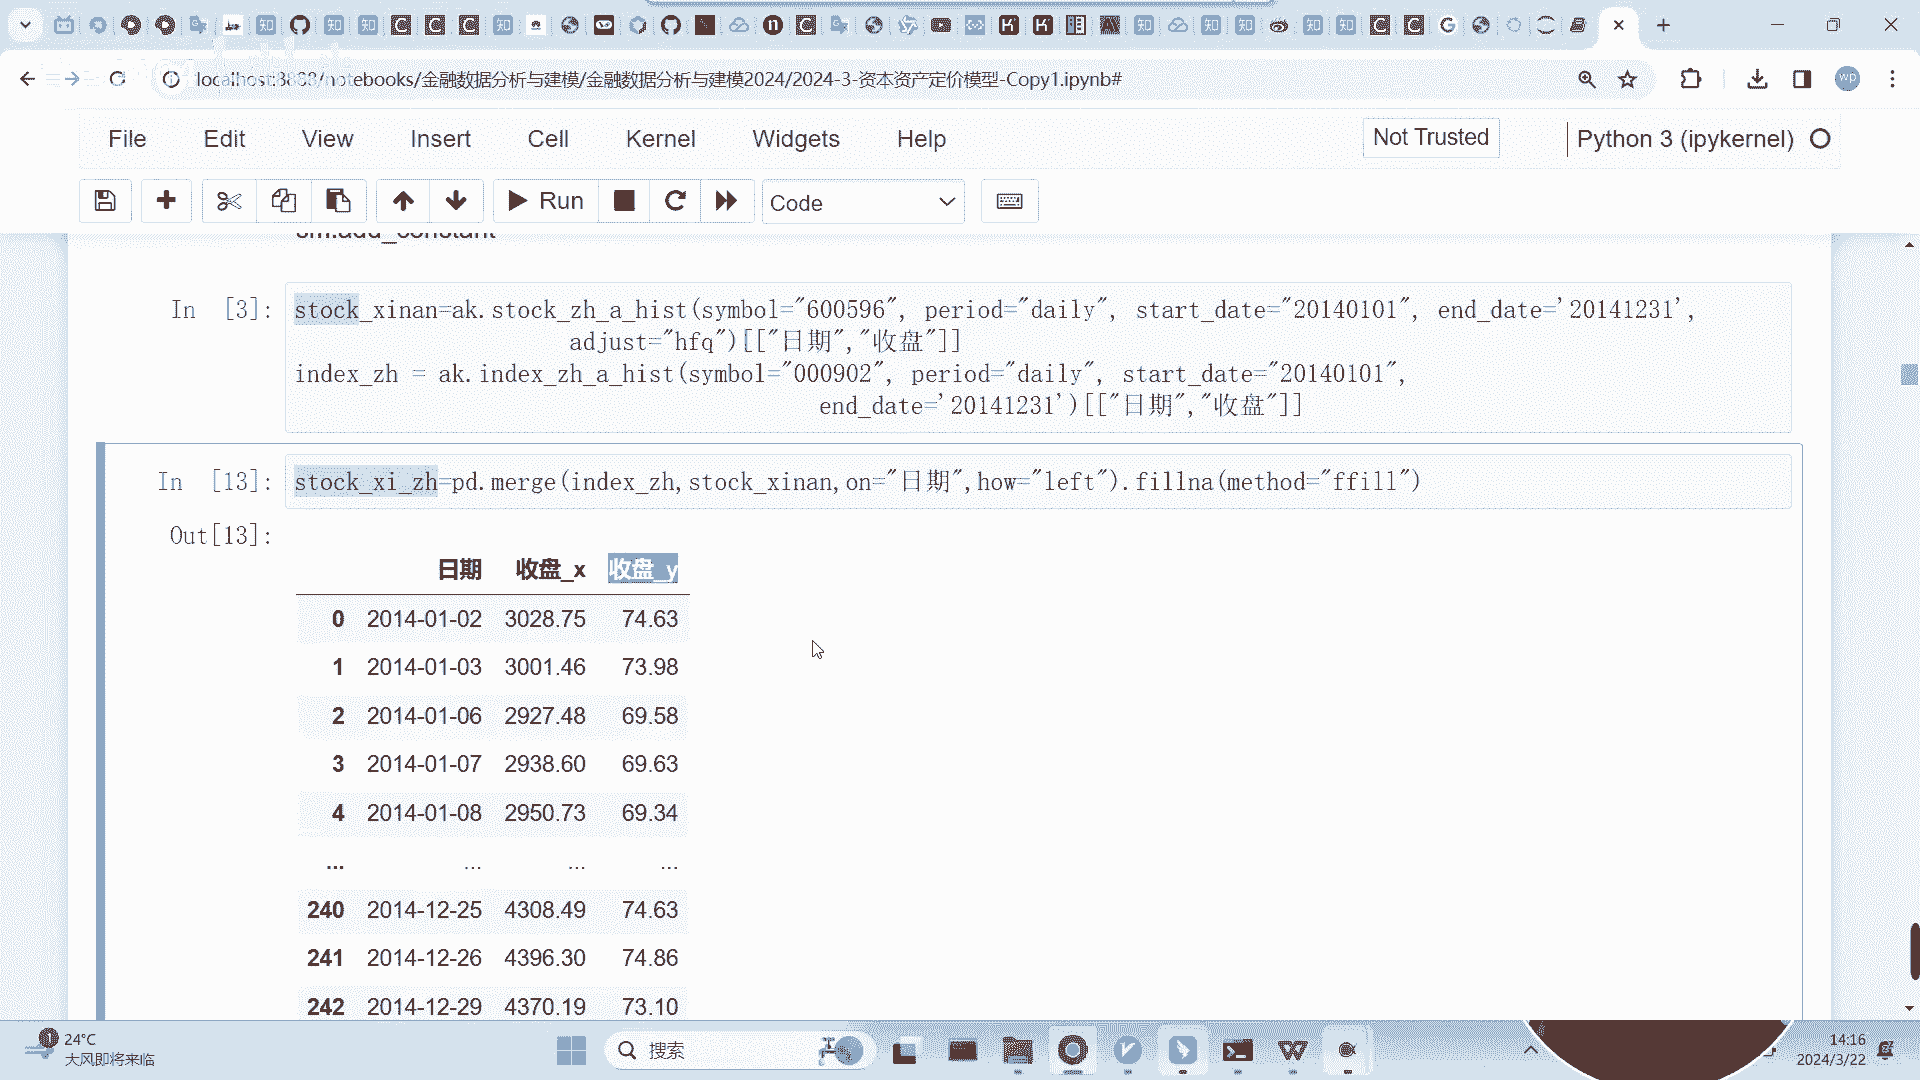 localhost:8888/notebooks/金融数据分析与建模/金融数据分析与建模2024/2024-3-资本资产定价模型-Copy1.ipynb#
wp
File Edit View Insert Cell Kernel Widgets Help Not Trusted Python 3 (ipykernel)
Run Code
sm.add_constant
In [3]: stock_xinan=ak.stock_zh_a_hist(symbol="600596", period="daily", start_date="20140101", end_date='20141231',
adjust="hfq")[["日期","收盘"]]
index_zh = ak.index_zh_a_hist(symbol="000902", period="daily", start_date="20140101",
end_date='20141231')[["日期","收盘"]]
In [13]: stock_xi_zh=pd.merge(index_zh,stock_xinan,on="日期",how="left").fillna(method="ffill")
Out[13]:
日期 收盘_x 收盘_y
0 2014-01-02 3028.75 74.63
1 2014-01-03 3001.46 73.98
2 2014-01-06 2927.48 69.58
3 2014-01-07 2938.60 69.63
4 2014-01-08 2950.73 69.34
... ... ... ...
240 2014-12-25 4308.49 74.63
241 2014-12-26 4396.30 74.86
242 2014-12-29 4370.19 73.10
24°C
大风即将来临
搜索
14:16
2024/3/22